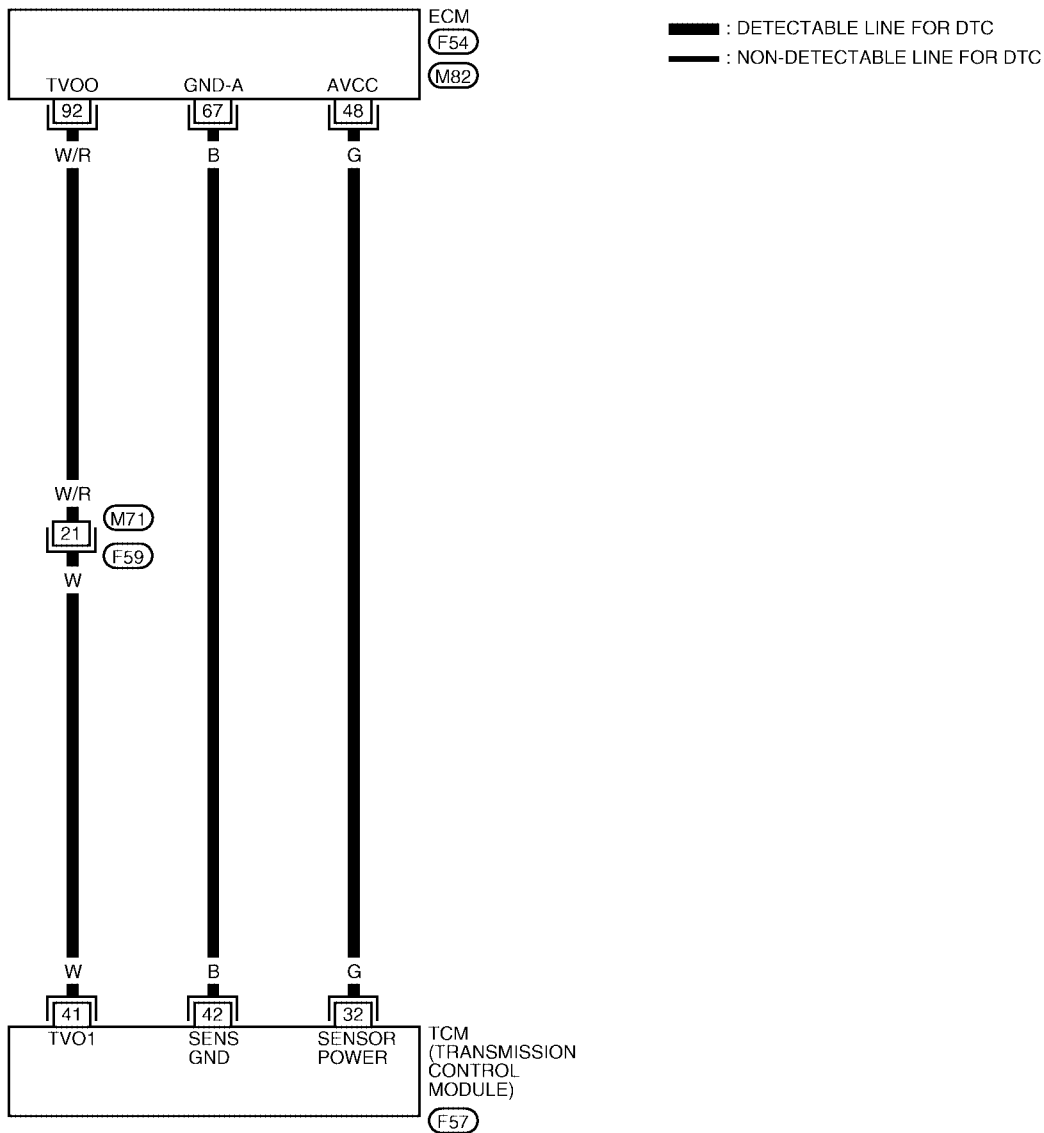 ECM
F54
M82
: DETECTABLE LINE FOR DTC
: NON-DETECTABLE LINE FOR DTC
TVOO GND-A AVCC
92 67 48
W/R B G
W/R
M71
21
F59
W
W B G
41 42 32
TVO1 SENS GND SENSOR POWER
TCM
(TRANSMISSION
CONTROL
MODULE)
F57